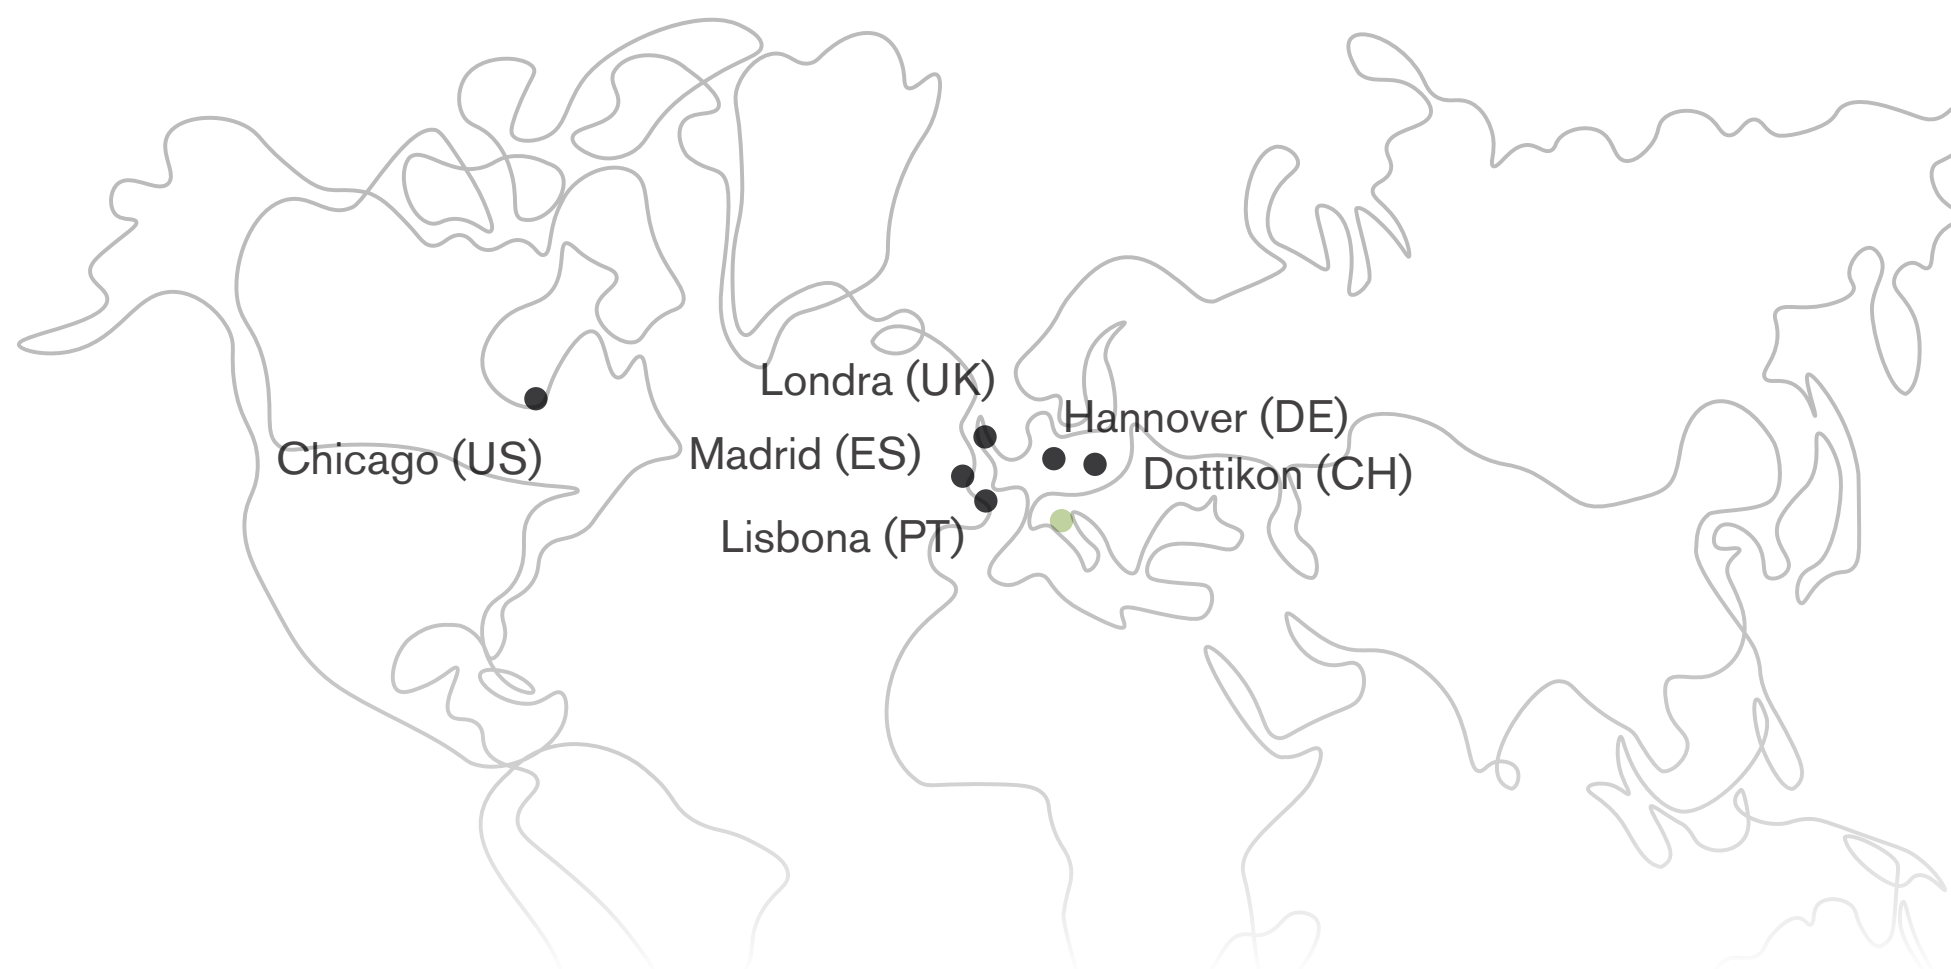 Londra (UK)
Hannover (DE)
Madrid (ES)
Chicago (US)
Dottikon (CH)
Lisbona (PT)